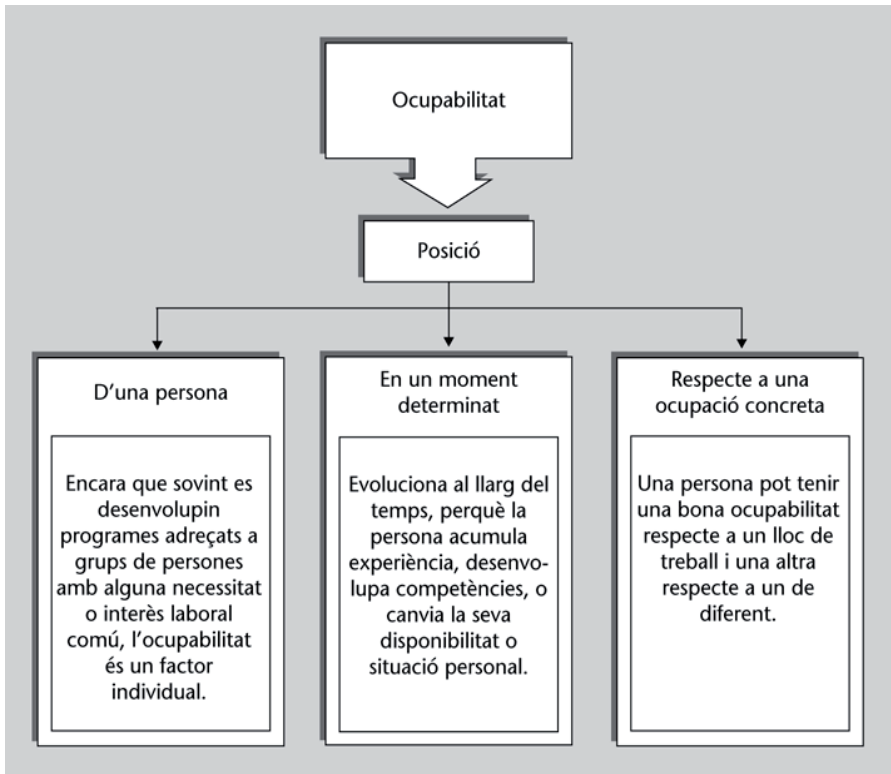 Ocupabilitat
Posició
D'una persona
Encara que sovint es
desenvolupin
programes adreçats a
grups de persones
amb alguna necessitat
o interès laboral
comú, l'ocupabilitat
és un factor
individual.
En un moment
determinat
Evoluciona al llarg del
temps, perquè la
persona acumula
experiència, desenvo-
lupa competències, o
canvia la seva
disponibilitat o
situació personal.
Respecte a una
ocupació concreta
Una persona pot tenir
una bona ocupabilitat
respecte a un lloc de
treball i una altra
respecte a un de
diferent.